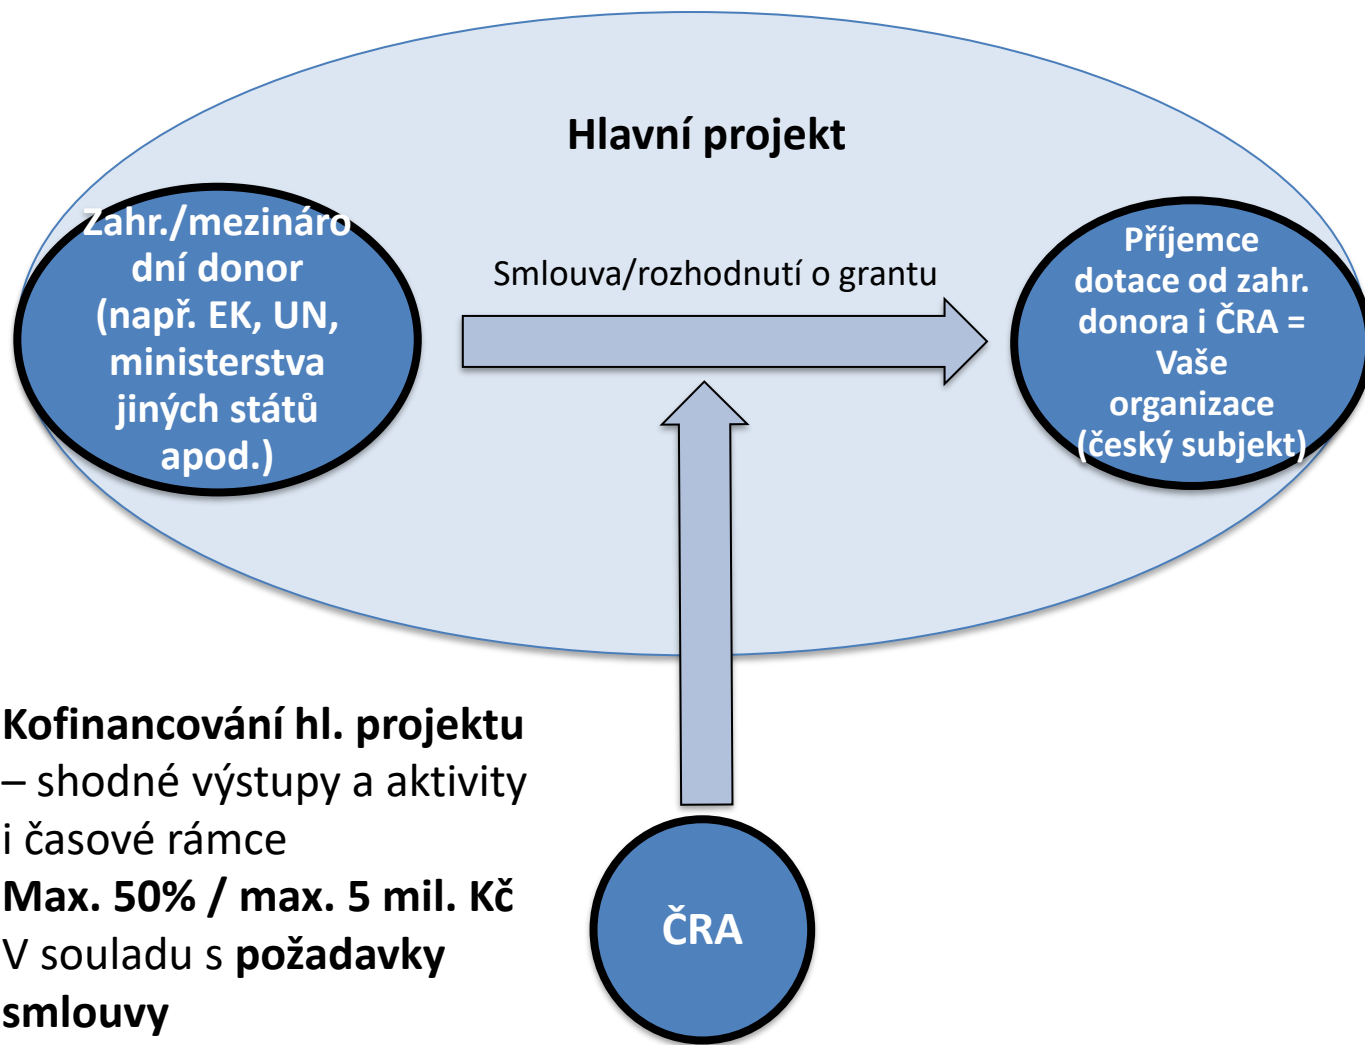 Hlavní projekt
Zahr./mezináro
dní donor
(např. EK, UN,
ministerstva
jiných států
apod.)
Smlouva/rozhodnutí o grantu
Příjemce
dotace od zahr.
donora i ČRA =
Vaše
organizace
(český subjekt)
Kofinancování hl. projektu
– shodné výstupy a aktivity
i časové rámce
Max. 50% / max. 5 mil. Kč
V souladu s požadavky
smlouvy
ČRA